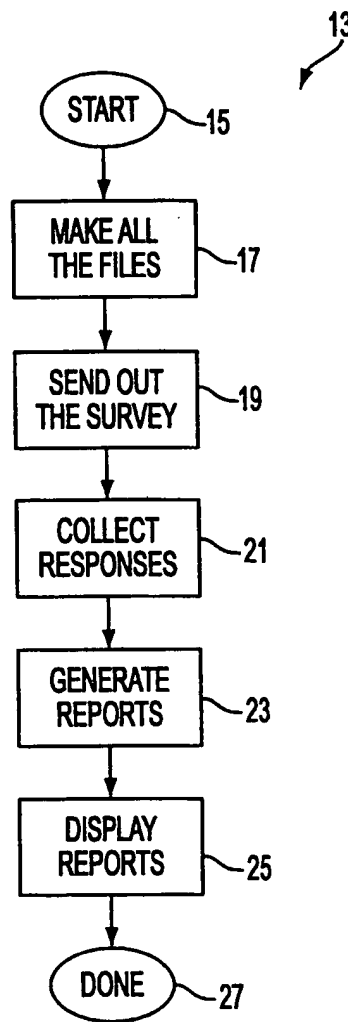 13
START
15
MAKE ALL
THE FILES
17
SEND OUT
THE SURVEY
19
COLLECT
RESPONSES
21
GENERATE
REPORTS
23
DISPLAY
REPORTS
25
DONE
27